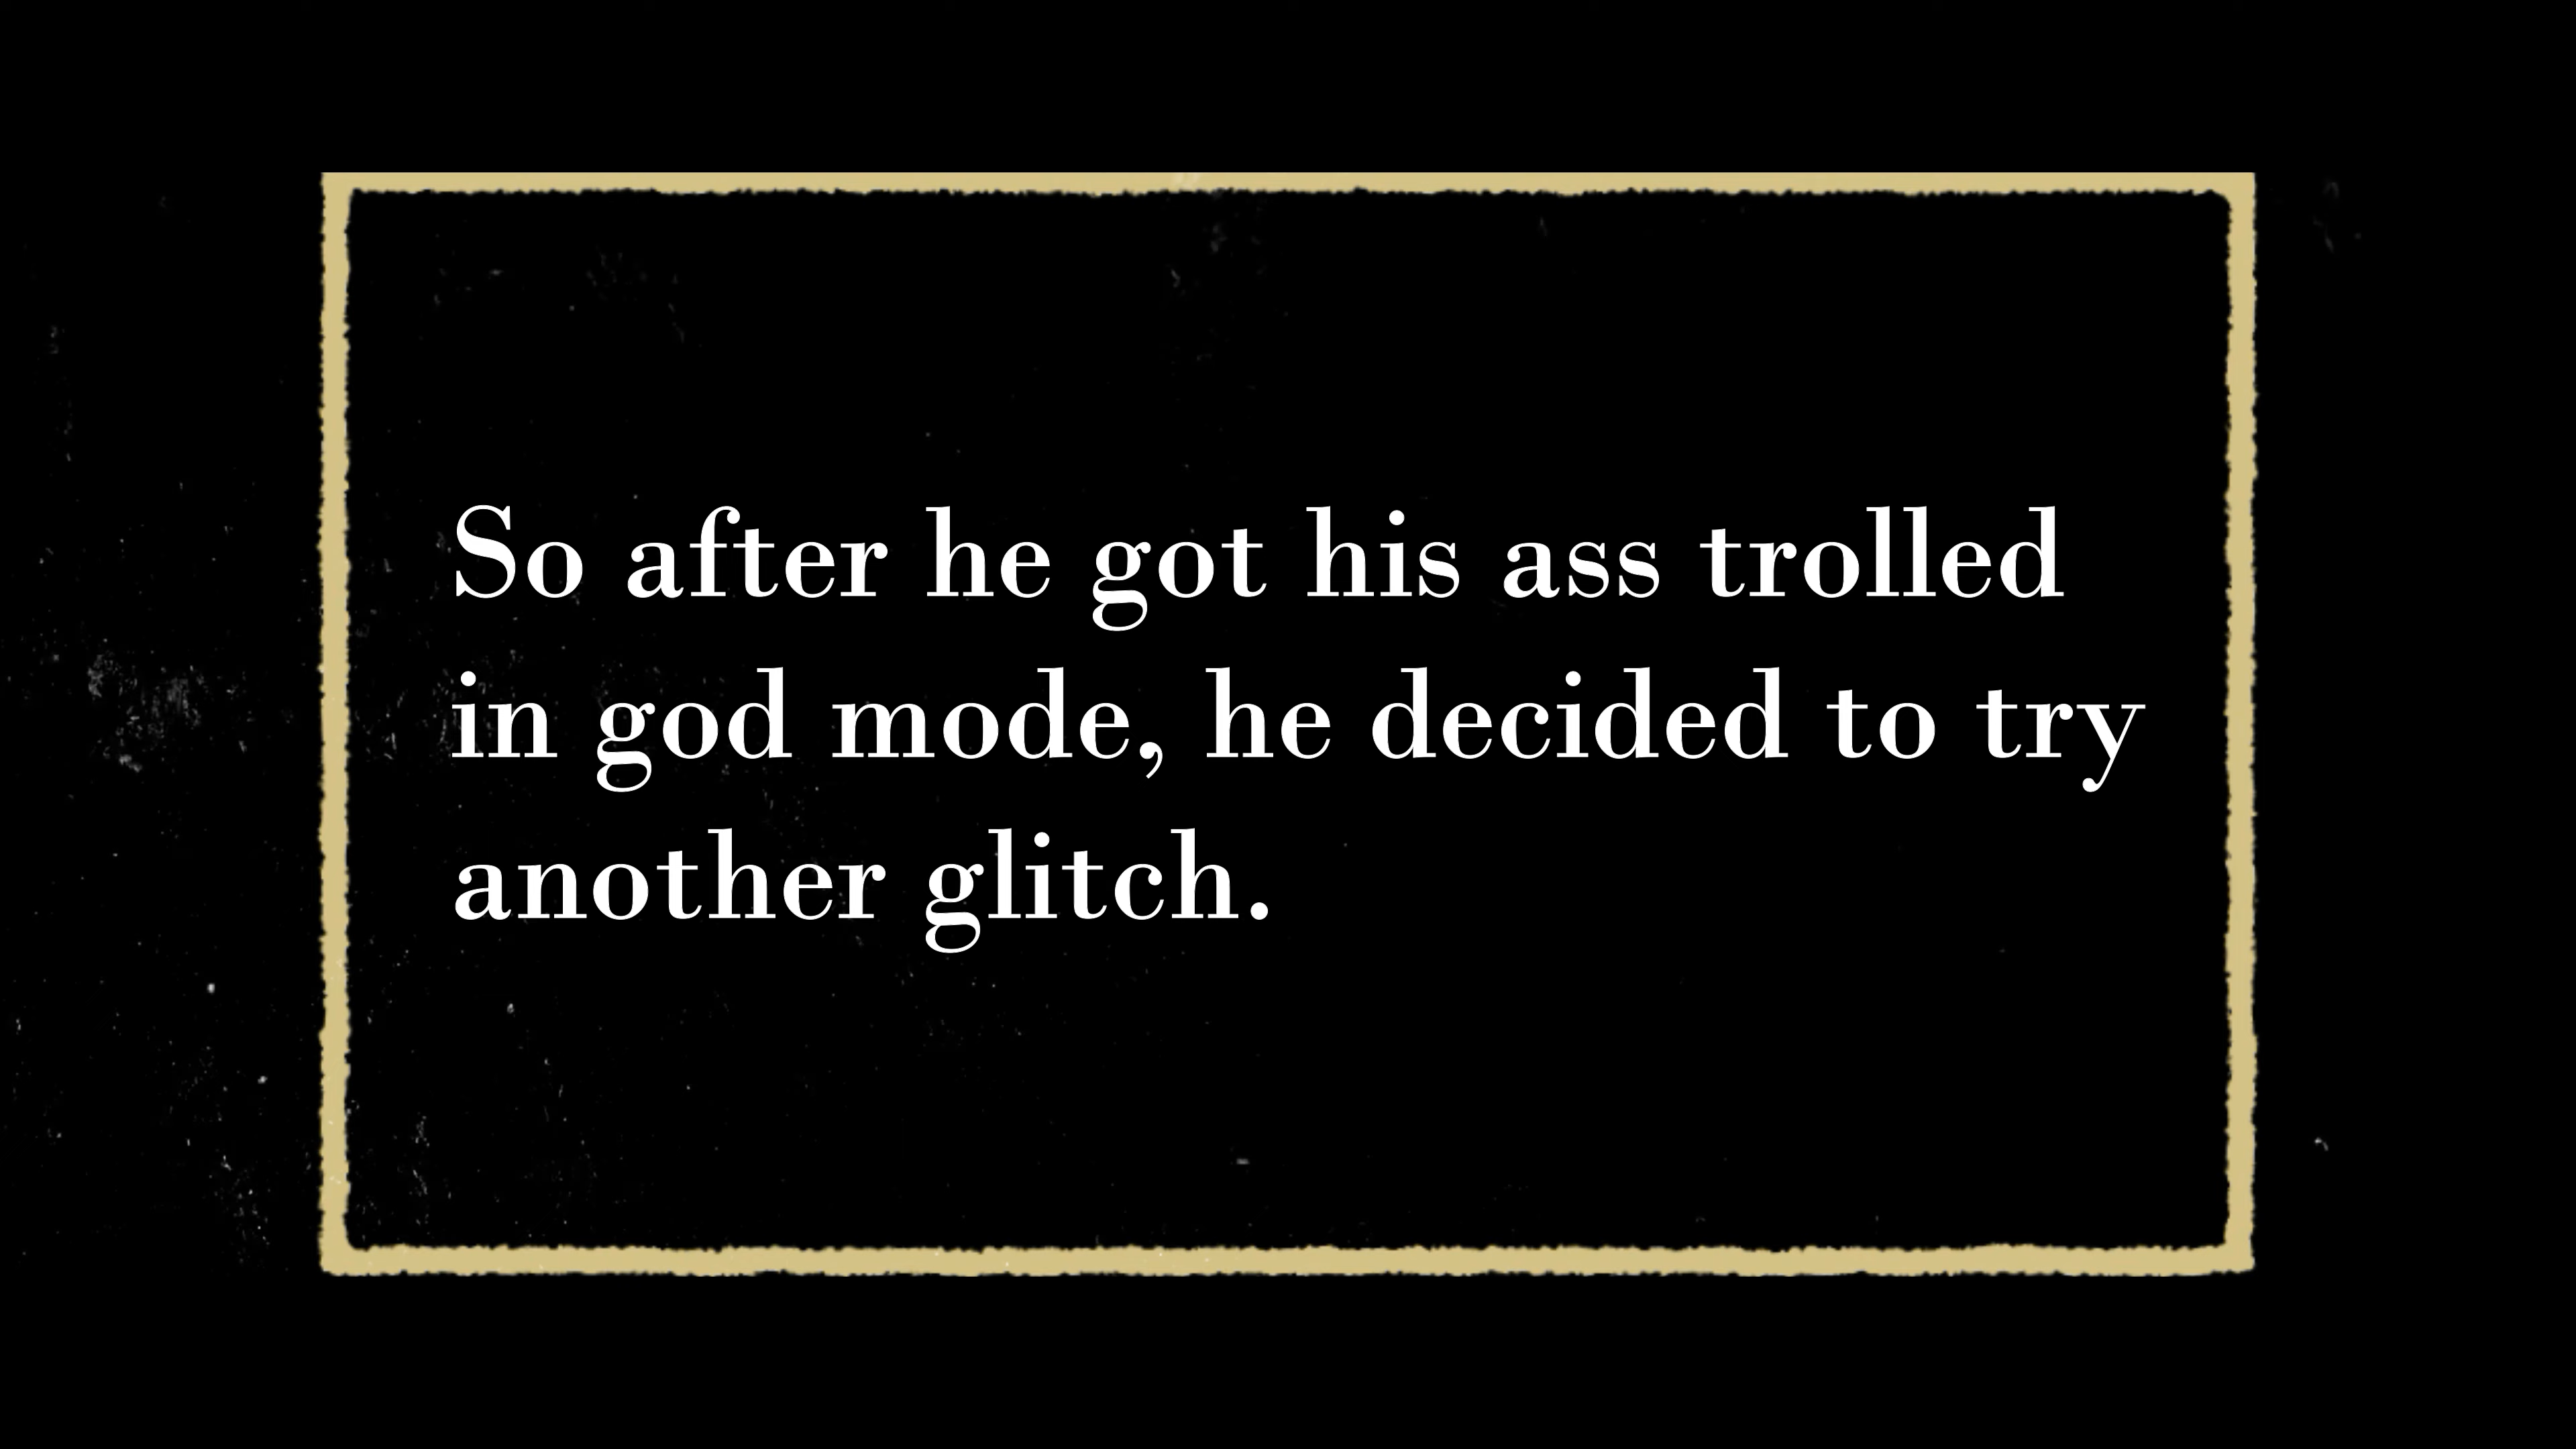 So after he got his ass trolled
in god mode, he decided to try
another glitch.